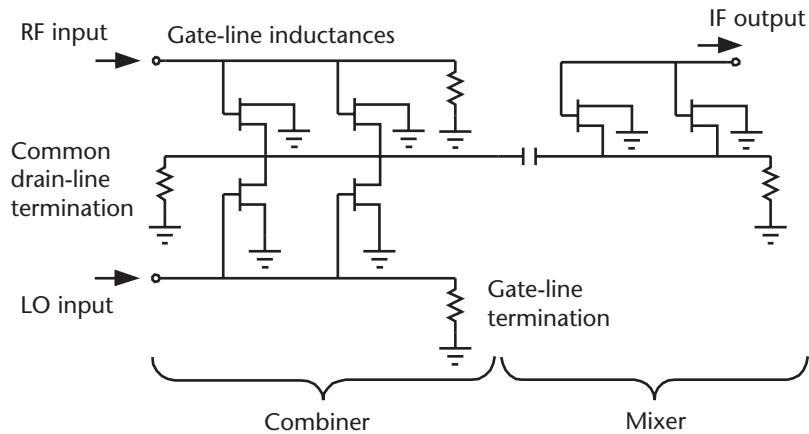 RF input
Gate-line inductances
IF output
Common
drain-line
termination
LO input
Gate-line
termination
Combiner
Mixer